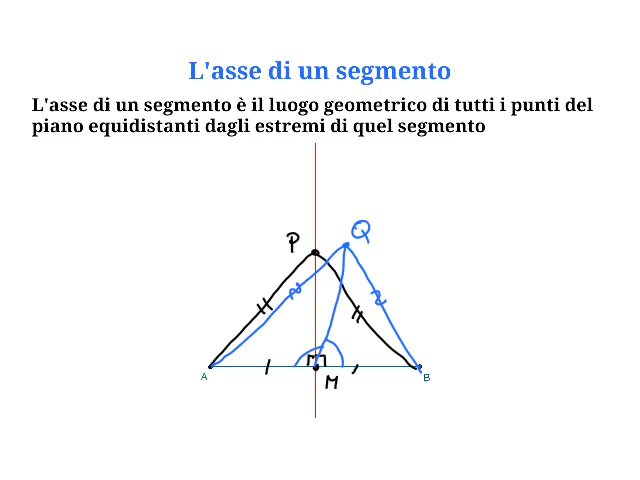 L'asse di un segmento
L'asse di un segmento è il luogo geometrico di tutti i punti del
piano equidistanti dagli estremi di quel segmento
P
Q
A
M
B